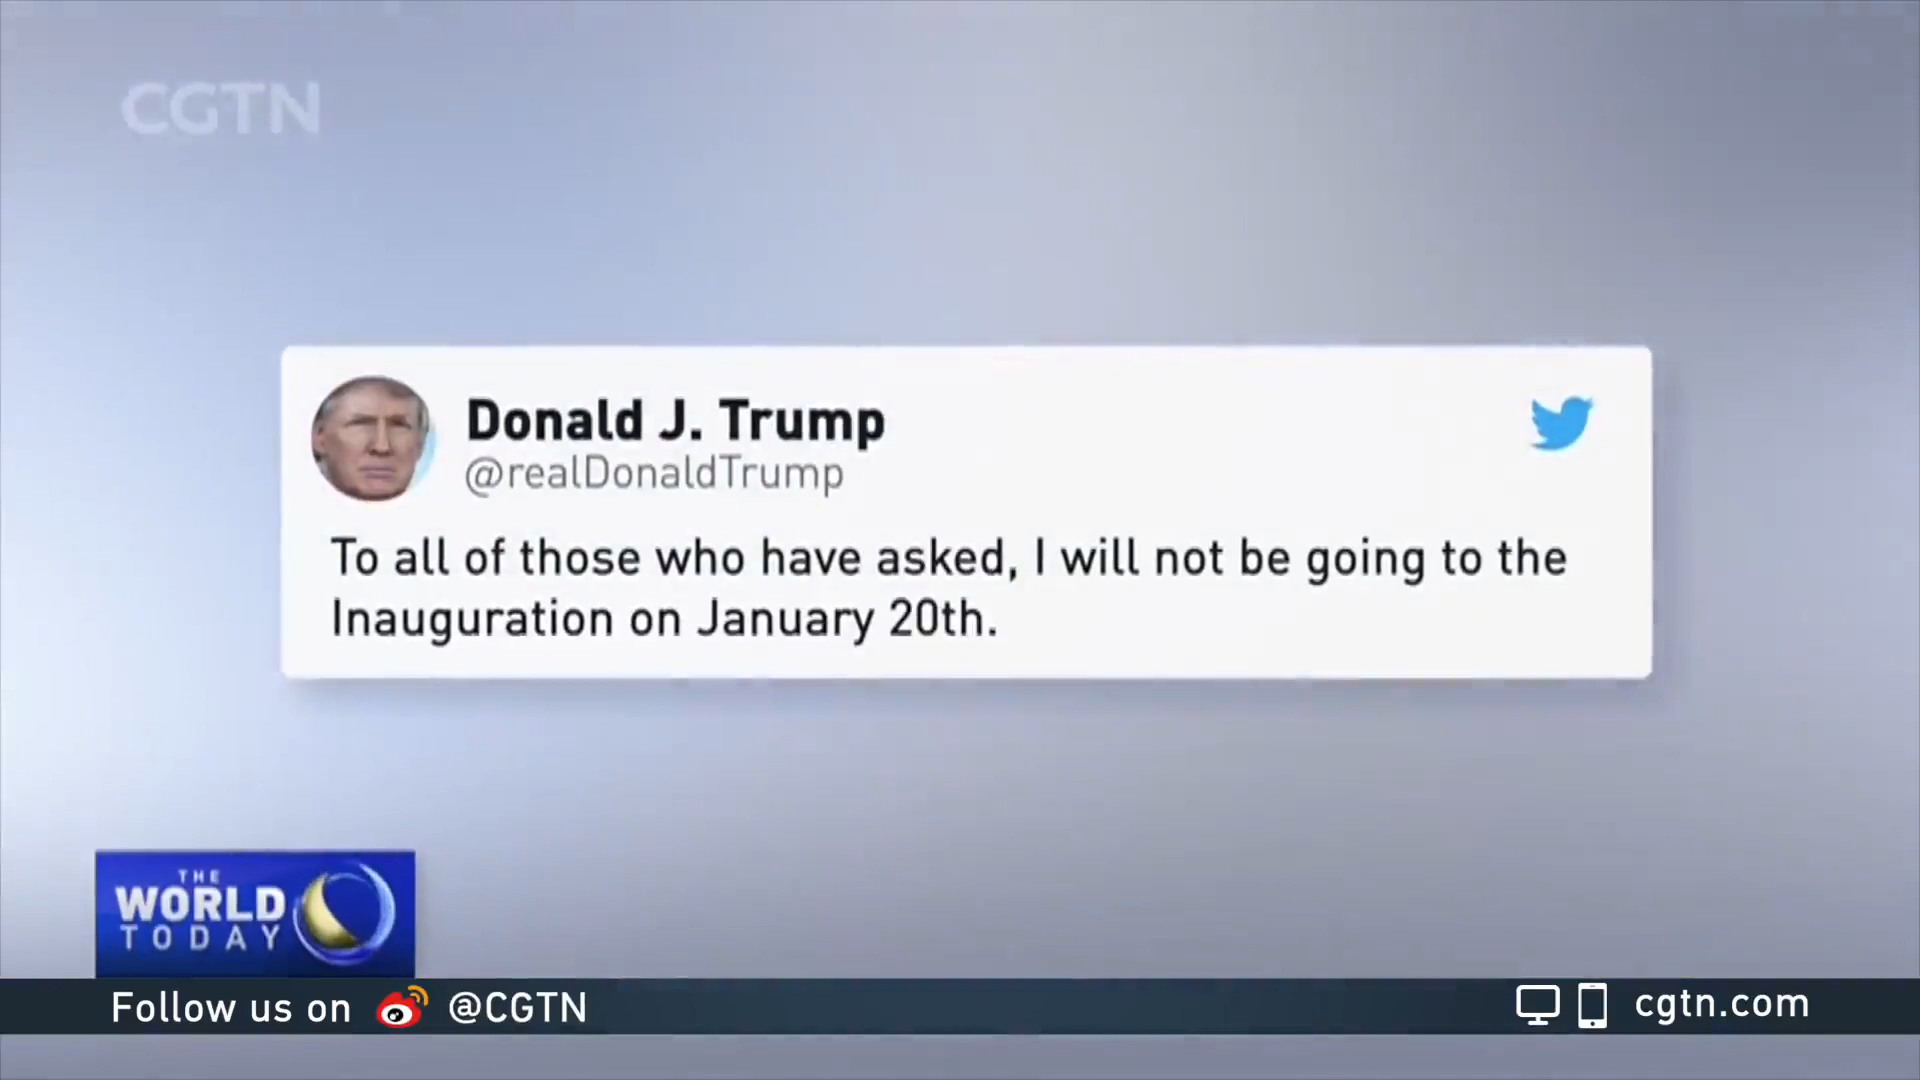 CGTN
Donald J. Trump
@realDonaldTrump
To all of those who have asked, I will not be going to the
Inauguration on January 20th.
THE
WORLD
TODAY
Follow us on @CGTN
cgtn.com